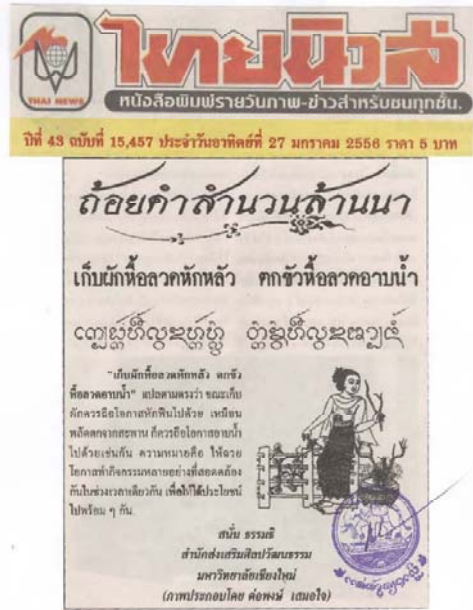 ไทยนิวส์
THAI NEWS
หนังสือพิมพ์รายวันภาพ-ข่าวสำหรับชนทุกชั้น.
ปีที่ 43 ฉบับที่ 15,457 ประจำวันอาทิตย์ที่ 27 มกราคม 2556 ราคา 5 บาท
ถ้อยคำสำนวนล้านนา
เก็บผักหื้อลวดหักหลัว ตกขัวหื้อลวดอาบน้ำ
"เก็บผักหื้อลวดหักหลัง ตกขัว
หื้อลวดอาบน้ำ" แปลตามตรงว่า ขณะเก็บ
ผักควรถือโอกาสหักฟืนไปด้วย เหมือน
พลัดตกจากสะพาน ก็ควรถือโอกาสอาบน้ำ
ไปด้วยเช่นกัน ความหมายคือ ให้ฉวย
โอกาสทำกิจกรรมหลายอย่างที่สอดคล้อง
กันในช่วงเวลาเดียวกัน เพื่อให้ได้ประโยชน์
ไปพร้อม ๆ กัน
สนั่น ธรรมธิ
สำนักส่งเสริมศิลปวัฒนธรรม
มหาวิทยาลัยเชียงใหม่
(ภาพประกอบโดย ต่อพงษ์ เสมอใจ)